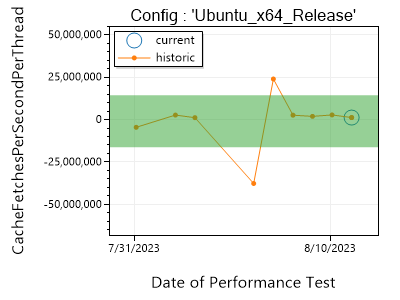 Config : 'Ubuntu_x64_Release'
CacheFetchesPerSecondPerThread
50,000,000
25,000,000
0
-25,000,000
-50,000,000
current
historic
7/31/2023
8/10/2023
Date of Performance Test